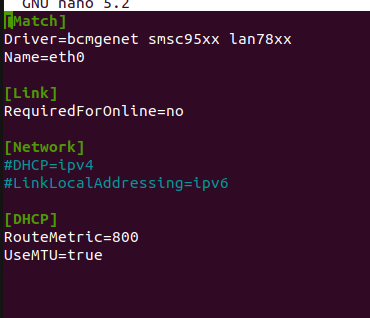 GNU nano 5.2
[Match]
Driver=bcmgenet smsc95xx lan78xx
Name=eth0
[Link]
RequiredForOnline=no
[Network]
#DHCP=ipv4
#LinkLocalAddressing=ipv6
[DHCP]
RouteMetric=800
UseMTU=true